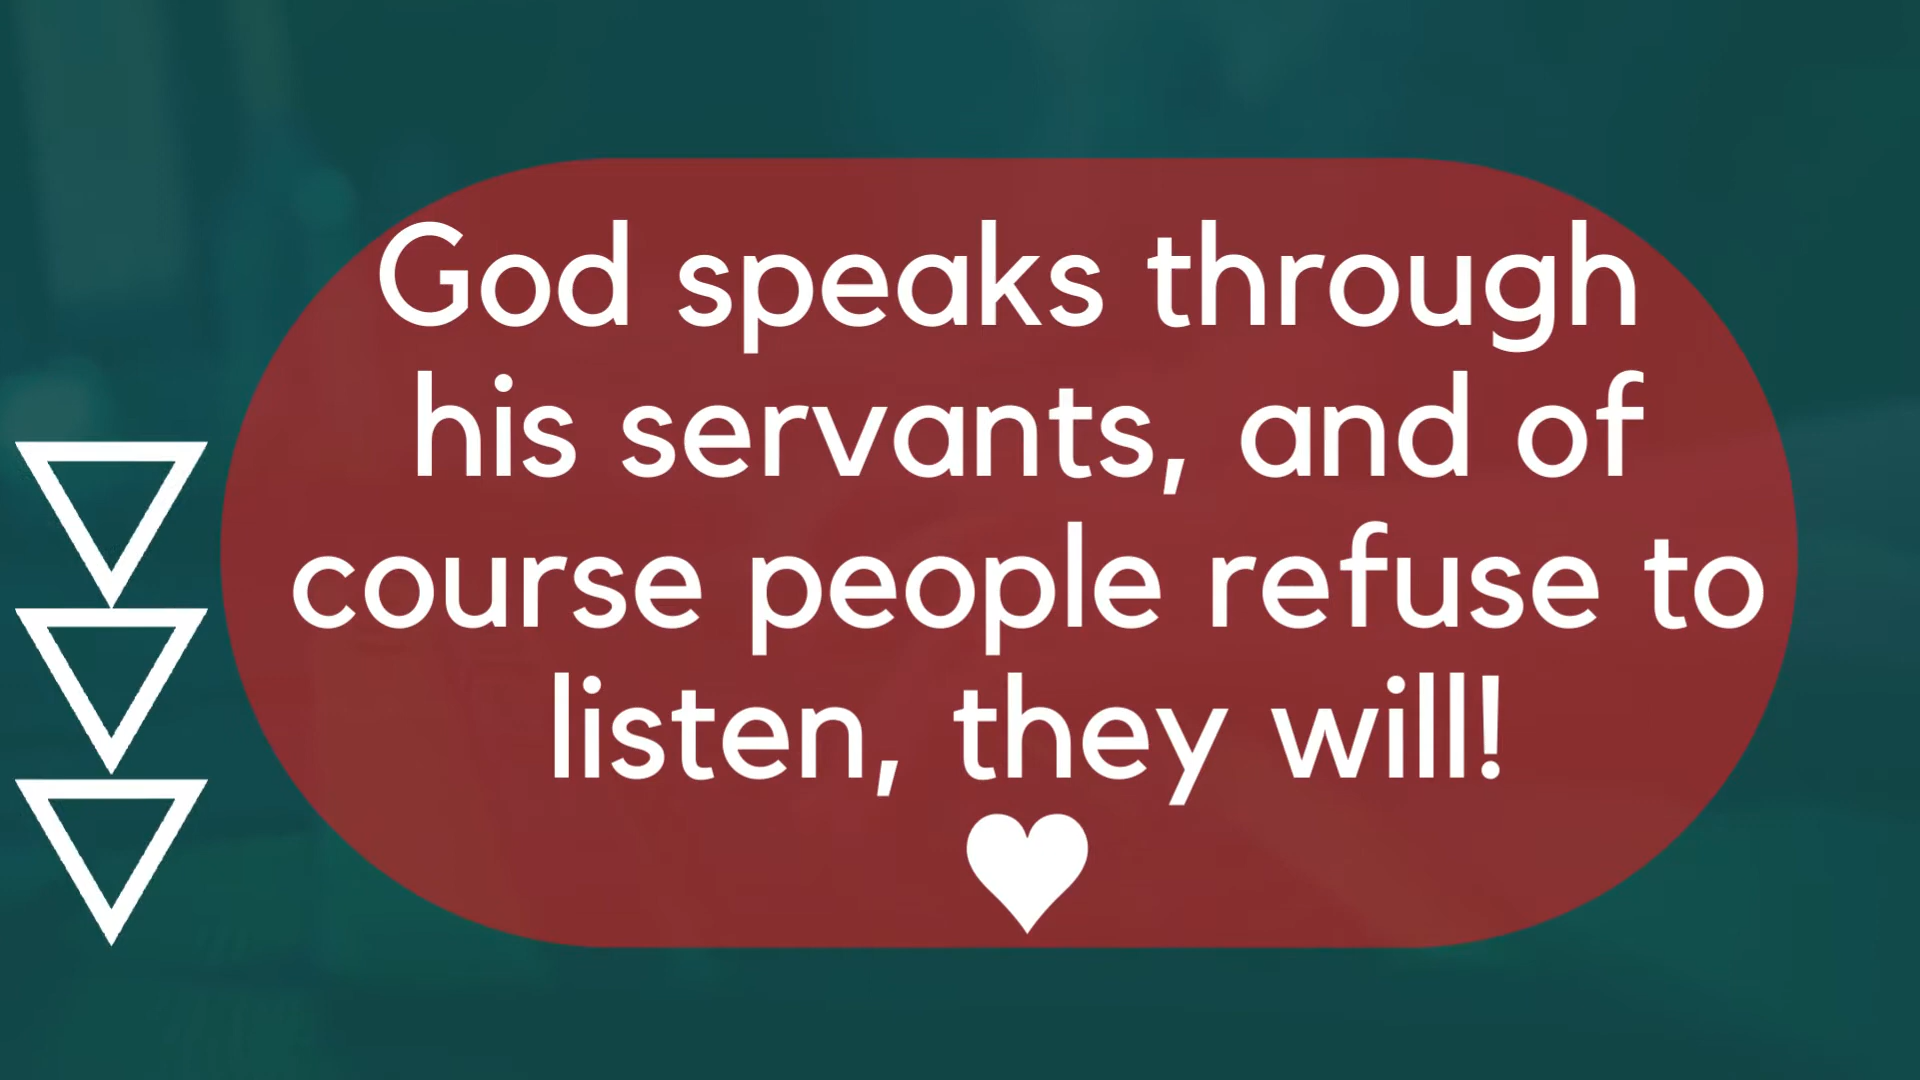 God speaks through
his servants, and of
course people refuse to
listen, they will!